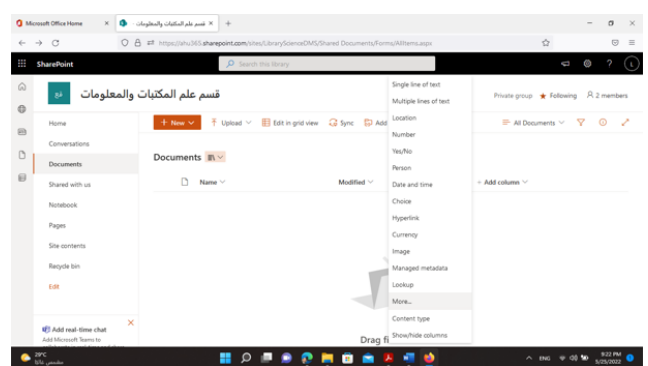 Microsoft Office Home
قسم علم المكتبات والمعلومات -
https://ahu365.sharepoint.com/sites/LibraryScienceDMS/Shared Documents/Forms/AllItems.aspx
SharePoint
Search this library
L
قع
قسم علم المكتبات والمعلومات
Private group
Following
2 members
Home
Conversations
Documents
Shared with us
Notebook
Pages
Site contents
Recycle bin
Edit
+ New
Upload
Edit in grid view
Sync
Add
All Documents
Documents
Name
Modified
Add column
Single line of text
Multiple lines of text
Location
Number
Yes/No
Person
Date and time
Choice
Hyperlink
Currency
Image
Managed metadata
Lookup
More...
Content type
Show/hide columns
Drag fi
Add real-time chat
Add Microsoft Teams to
ENG
9:22 PM
5/25/2022